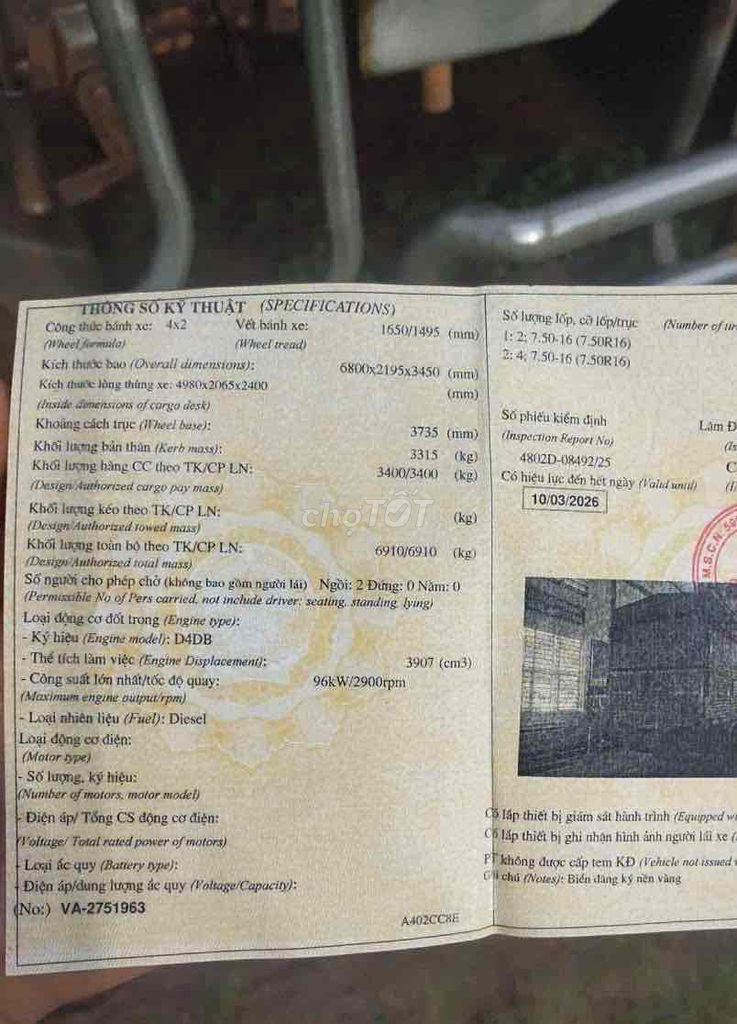 THÔNG SỐ KỸ THUẬT (SPECIFICATIONS)
Công thức bánh xe: 4x2 Vết bánh xe: 1650/1495 (mm)
(Wheel formula) (Wheel tread)
Kích thước bao (Overall dimensions): 6800x2195x3450 (mm)
Kích thước lòng thùng xe: 4980x2065x2400 (mm)
(Inside dimensions of cargo desk)
Khoảng cách trục (Wheel base): 3735 (mm)
Khối lượng bản thân (Kerb mass): 3315 (kg)
Khối lượng hàng CC theo TK/CP LN: 3400/3400 (kg)
(Design/Authorized cargo pay mass)
Khối lượng kéo theo TK/CP LN: (kg)
(Design/Authorized towed mass)
Khối lượng toàn bộ theo TK/CP LN: 6910/6910 (kg)
(Design/Authorized total mass)
Số người cho phép chở (không bao gồm người lái) Ngồi: 2 Đứng: 0 Nằm: 0
(Permissible No of Pers carried, not include driver: seating, standing, lying)
Loại động cơ đốt trong (Engine type):
- Ký hiệu (Engine model): D4DB
- Thể tích làm việc (Engine Displacement): 3907 (cm3)
- Công suất lớn nhất/tốc độ quay: 96kW/2900rpm
(Maximum engine output/rpm)
- Loại nhiên liệu (Fuel): Diesel
Loại động cơ điện:
(Motor type)
- Số lượng, ký hiệu:
(Number of motors, motor model)
- Điện áp/ Tổng CS động cơ điện:
(Voltage/ Total rated power of motors)
- Loại ắc quy (Battery type):
- Điện áp/dung lượng ắc quy (Voltage/Capacity):
(No:) VA-2751963
A402CC8E
chợTỐT
Số lượng lốp, cỡ lốp/trục (Number of
1: 2; 7.50-16 (7.50R16)
2: 4; 7.50-16 (7.50R16)
Số phiếu kiểm định Lâm
(Inspection Report No)
4802D-08492/25
Có hiệu lực đến hết ngày (Valid until)
10/03/2026
M.S.C.N:
Có lắp thiết bị giám sát hành trình (Equipped
Có lắp thiết bị ghi nhận hình ảnh người lái xe
PT không được cấp tem KĐ (Vehicle not issued
Ghi chú (Notes): Biển đăng ký nền vàng